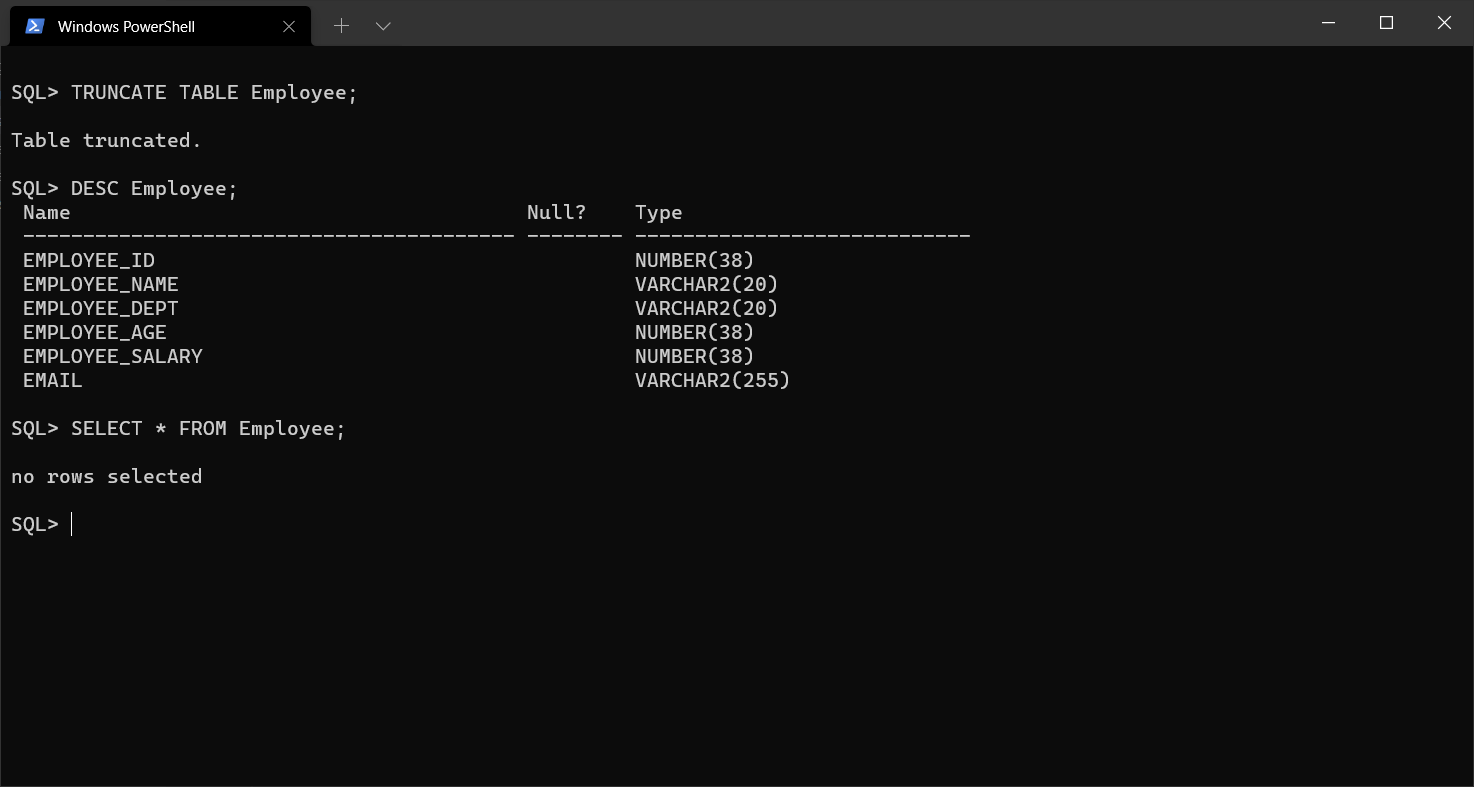 Windows PowerShell
SQL> TRUNCATE TABLE Employee;
Table truncated.
SQL> DESC Employee;
Name Null? Type
----------------------------------------- -------- ----------------------------
EMPLOYEE_ID NUMBER(38)
EMPLOYEE_NAME VARCHAR2(20)
EMPLOYEE_DEPT VARCHAR2(20)
EMPLOYEE_AGE NUMBER(38)
EMPLOYEE_SALARY NUMBER(38)
EMAIL VARCHAR2(255)
SQL> SELECT * FROM Employee;
no rows selected
SQL>